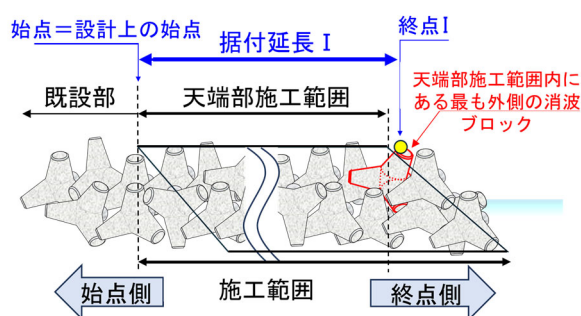 始点＝設計上の始点
据付延長 I
終点I
天端部施工範囲内に
ある最も外側の消波
ブロック
既設部
天端部施工範囲
始点側
施工範囲
終点側